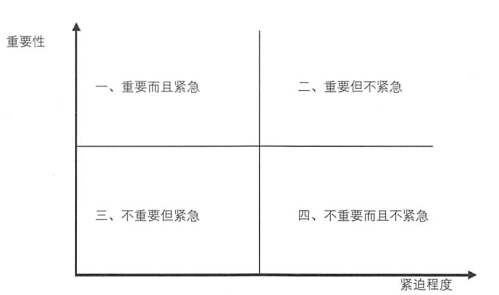 重要性
一、重要而且紧急
二、重要但不紧急
三、不重要但紧急
四、不重要而且不紧急
紧迫程度